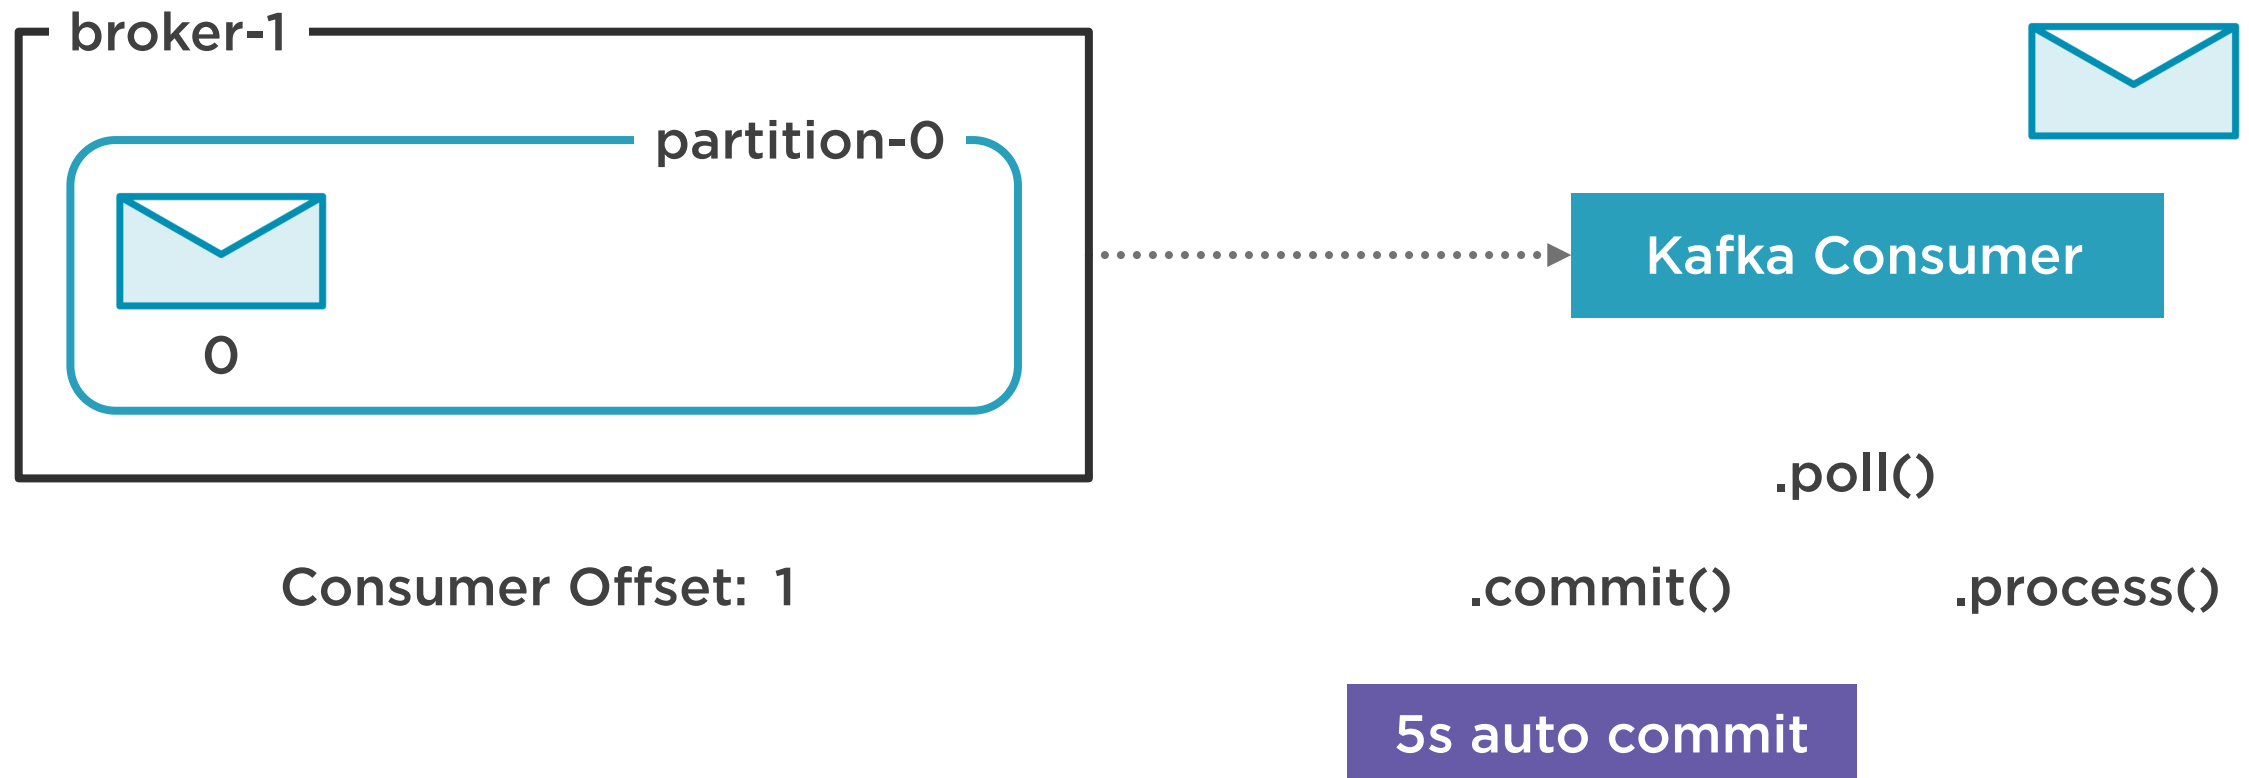 broker-1
partition-0
0
Kafka Consumer
.poll()
Consumer Offset: 1
.commit()
.process()
5s auto commit